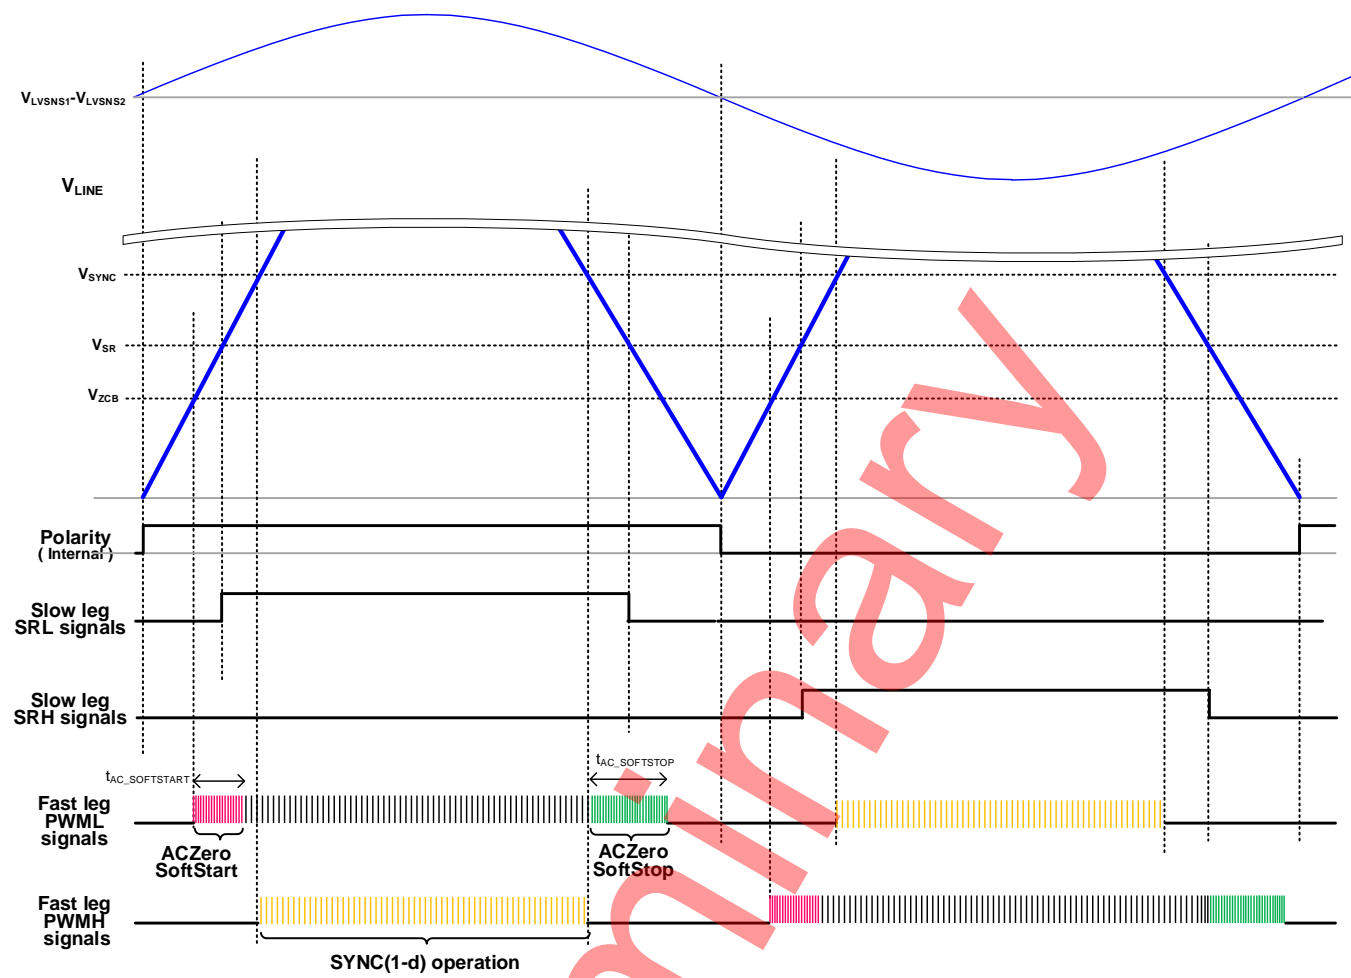 VLVSNS1-VLVSNS2
VLINE
VSYNC
VSR
VZCB
Polarity
( Internal )
Slow leg
SRL signals
Slow leg
SRH signals
tAC_SOFTSTART
tAC_SOFTSTOP
Fast leg
PWML
signals
ACZero
SoftStart
ACZero
SoftStop
Fast leg
PWMH
signals
SYNC(1-d) operation
minary